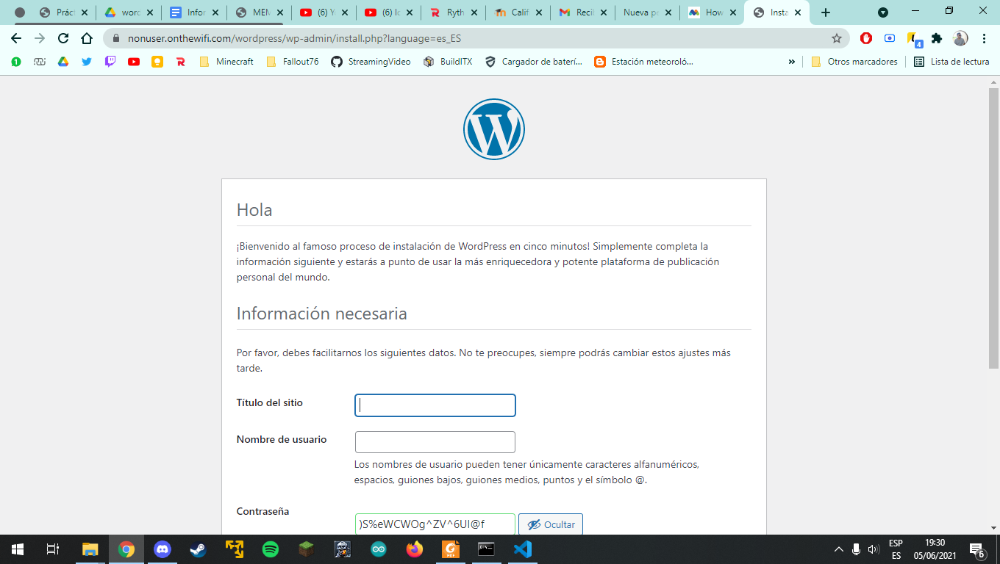 Práct
word
Infor
MEM
(6) Y
(6) Ic
Ryth
Calif
Recil
Nueva p
How
Insta
nonuser.onthewifi.com/wordpress/wp-admin/install.php?language=es_ES
4
1
Minecraft
Fallout76
StreamingVideo
BuildITX
Cargador de baterí...
Estación meteoroló...
»
Otros marcadores
Lista de lectura
Hola
¡Bienvenido al famoso proceso de instalación de WordPress en cinco minutos! Simplemente completa la
información siguiente y estarás a punto de usar la más enriquecedora y potente plataforma de publicación
personal del mundo.
Información necesaria
Por favor, debes facilitarnos los siguientes datos. No te preocupes, siempre podrás cambiar estos ajustes más
tarde.
Título del sitio
Nombre de usuario
Los nombres de usuario pueden tener únicamente caracteres alfanuméricos,
espacios, guiones bajos, guiones medios, puntos y el símbolo @.
Contraseña
)S%eWCWOg^ZV^6UI@f
Ocultar
ESP
ES
19:30
05/06/2021
6